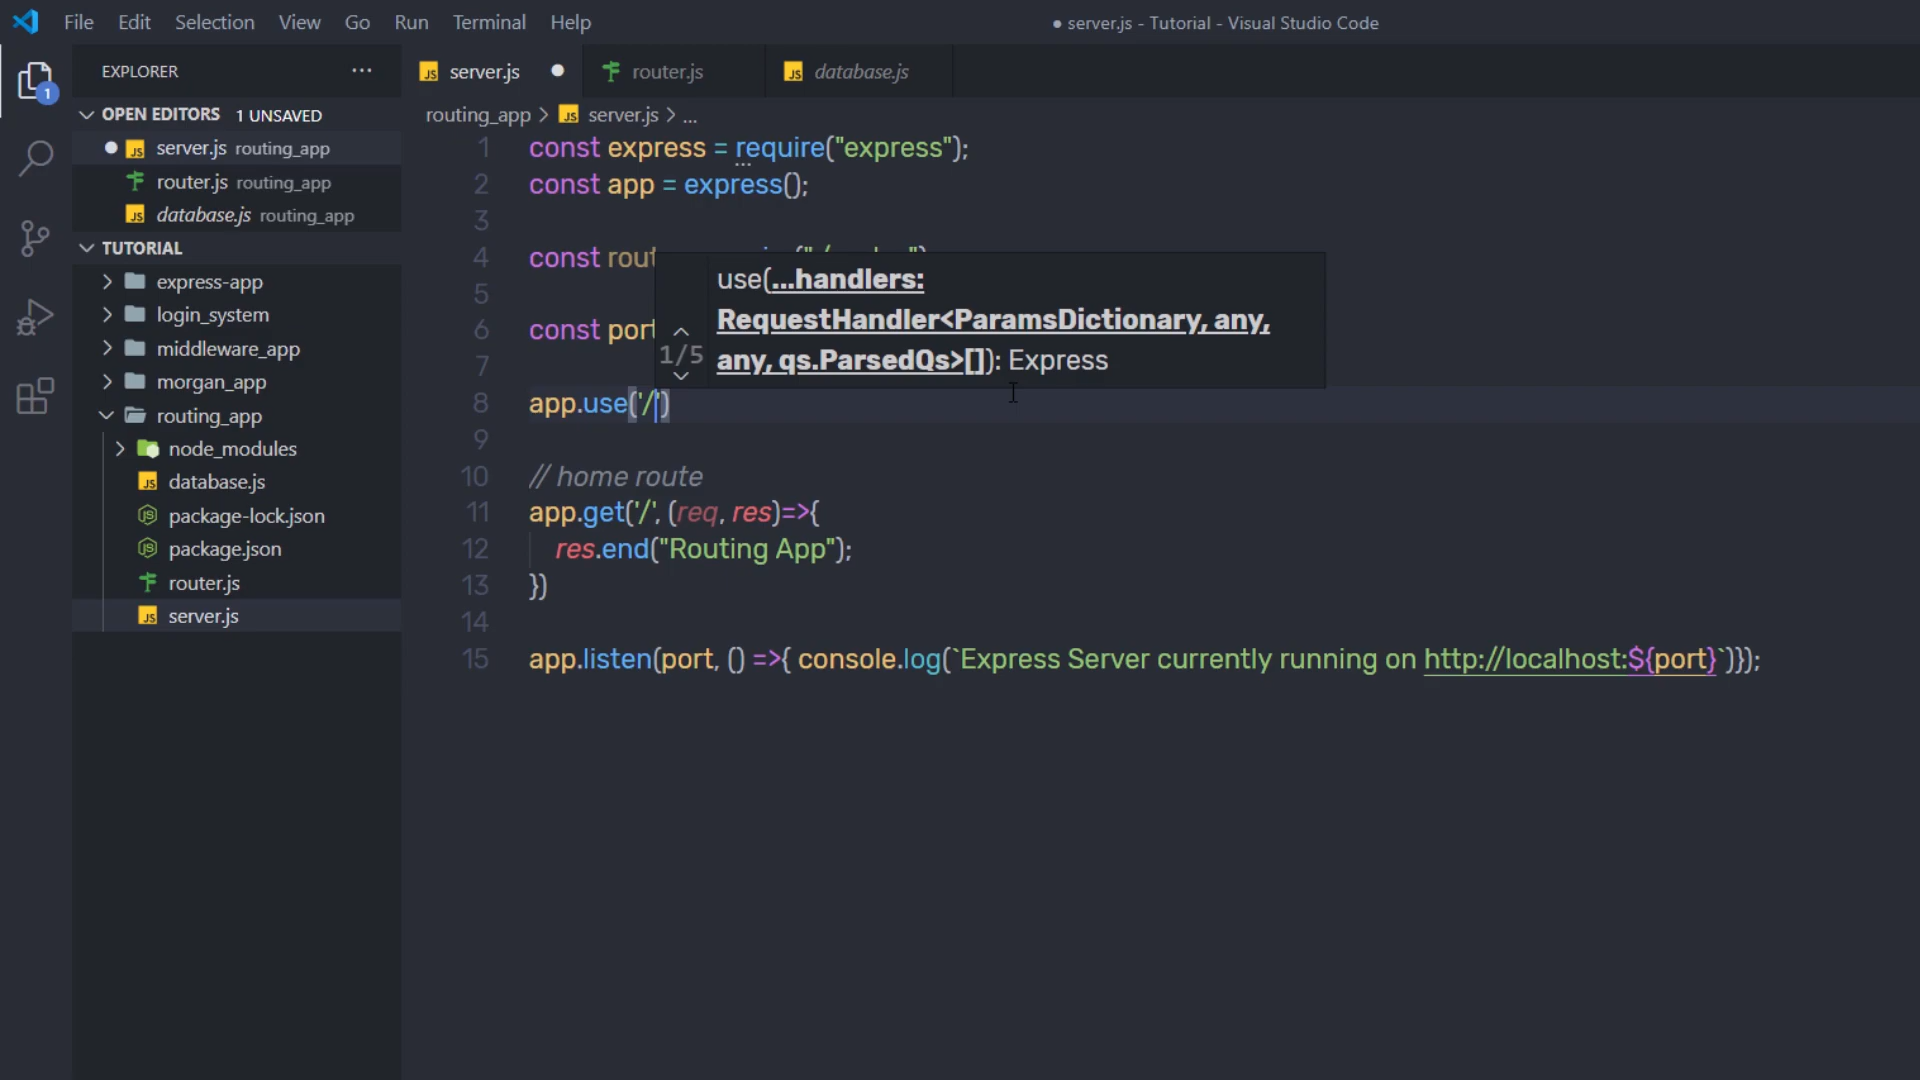 File Edit Selection View Go Run Terminal Help
● server.js - Tutorial - Visual Studio Code
EXPLORER ...
server.js ●
router.js
database.js
1
OPEN EDITORS 1 UNSAVED
● server.js routing_app
router.js routing_app
database.js routing_app
TUTORIAL
express-app
login_system
middleware_app
morgan_app
routing_app
node_modules
database.js
package-lock.json
package.json
router.js
server.js
routing_app > JS server.js > ...
1 const express = require("express");
2 const app = express();
3
4 const rout
5
6 const port
7
use(...handlers:
RequestHandler<ParamsDictionary, any,
1/5
any, qs.ParsedQs>[]): Express
8 app.use('/')
9
10 // home route
11 app.get('/', (req, res)=>{
12 res.end("Routing App");
13 })
14
15 app.listen(port, () =>{ console.log(`Express Server currently running on http://localhost:${port}`)});